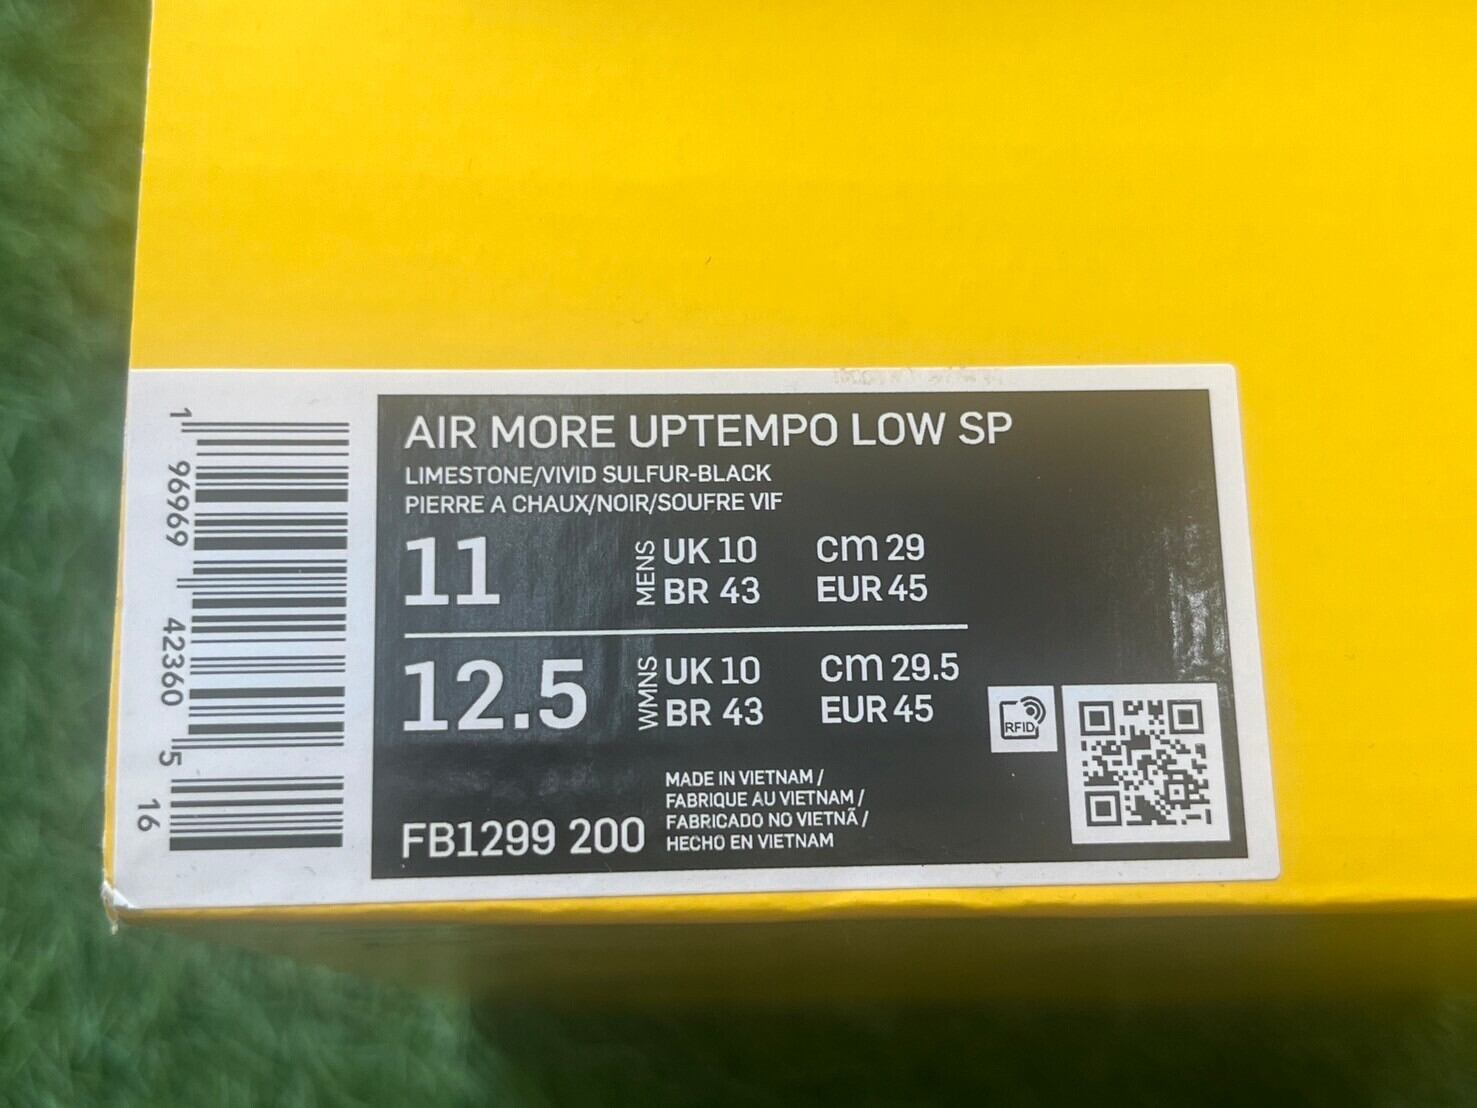 AIR MORE UPTEMPO LOW SP
LIMESTONE/VIVID SULFUR-BLACK
PIERRE A CHAUX/NOIR/SOUFRE VIF
11 MENS UK 10 cm 29
BR 43 EUR 45
12.5 WMNS UK 10 cm 29.5
BR 43 EUR 45
RFID
MADE IN VIETNAM /
FABRIQUE AU VIETNAM /
FABRICADO NO VIETNÃ /
HECHO EN VIETNAM
FB1299 200
1 96969 42360 5 16